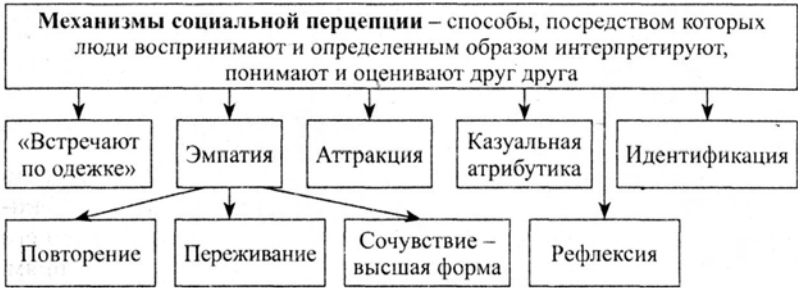 Механизмы социальной перцепции – способы, посредством которых
люди воспринимают и определенным образом интерпретируют,
понимают и оценивают друг друга
«Встречают
по одежке»
Эмпатия
Аттракция
Казуальная
атрибутика
Идентификация
Повторение
Переживание
Сочувствие –
высшая форма
Рефлексия